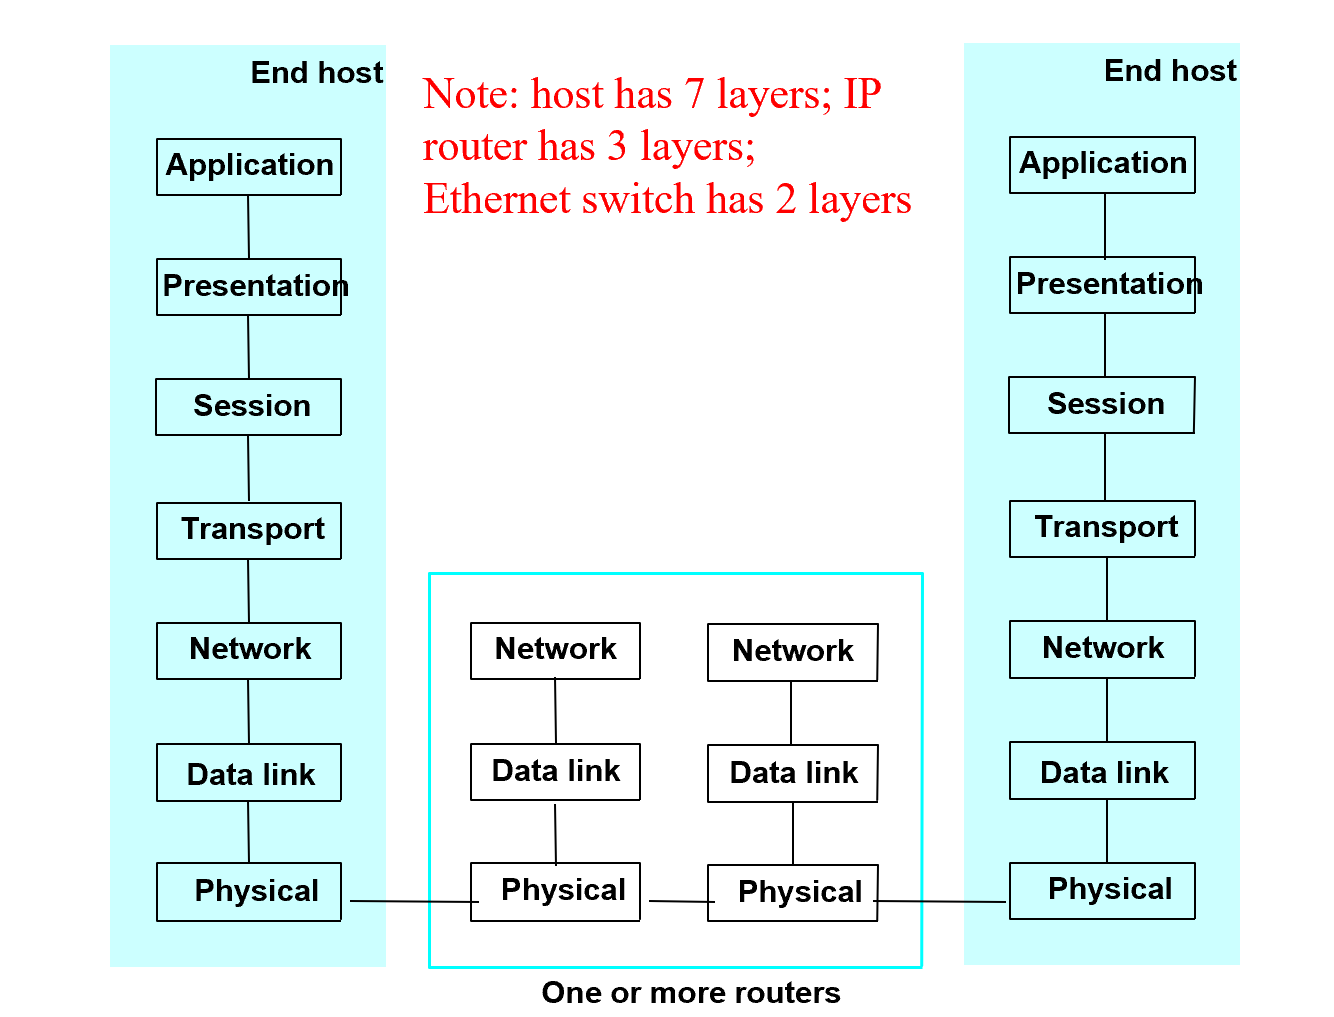 End host
Application
Presentation
Session
Transport
Network
Data link
Physical
Note: host has 7 layers; IP
router has 3 layers;
Ethernet switch has 2 layers
Network
Data link
Physical
Network
Data link
Physical
One or more routers
End host
Application
Presentation
Session
Transport
Network
Data link
Physical